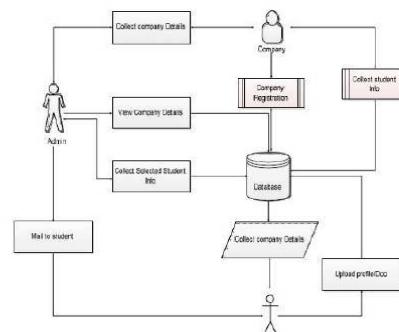 Collect company Details
Company
Collect student
Info
Company
Registration
Admin
View Company Details
Collect Selected Student
Info
Database
Mail to student
Collect company Details
Upload profile/Doc